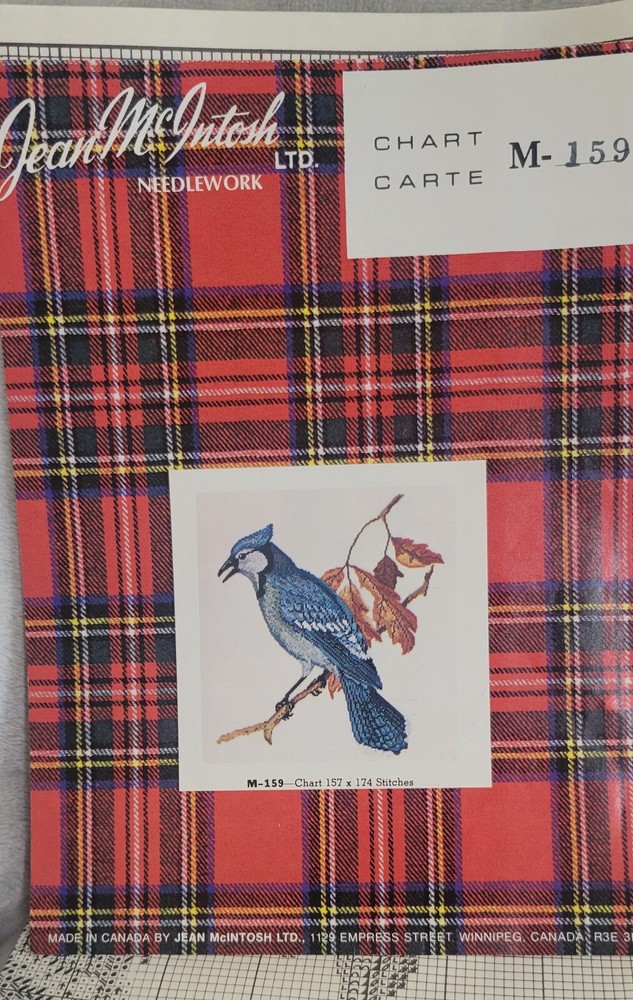 Jean McIntosh
LTD.
NEEDLEWORK
CHART
CARTE
M-159
M-159—Chart 157 x 174 Stitches
MADE IN CANADA BY JEAN McINTOSH LTD., 1129 EMPRESS STREET, WINNIPEG, CANADA, R3E